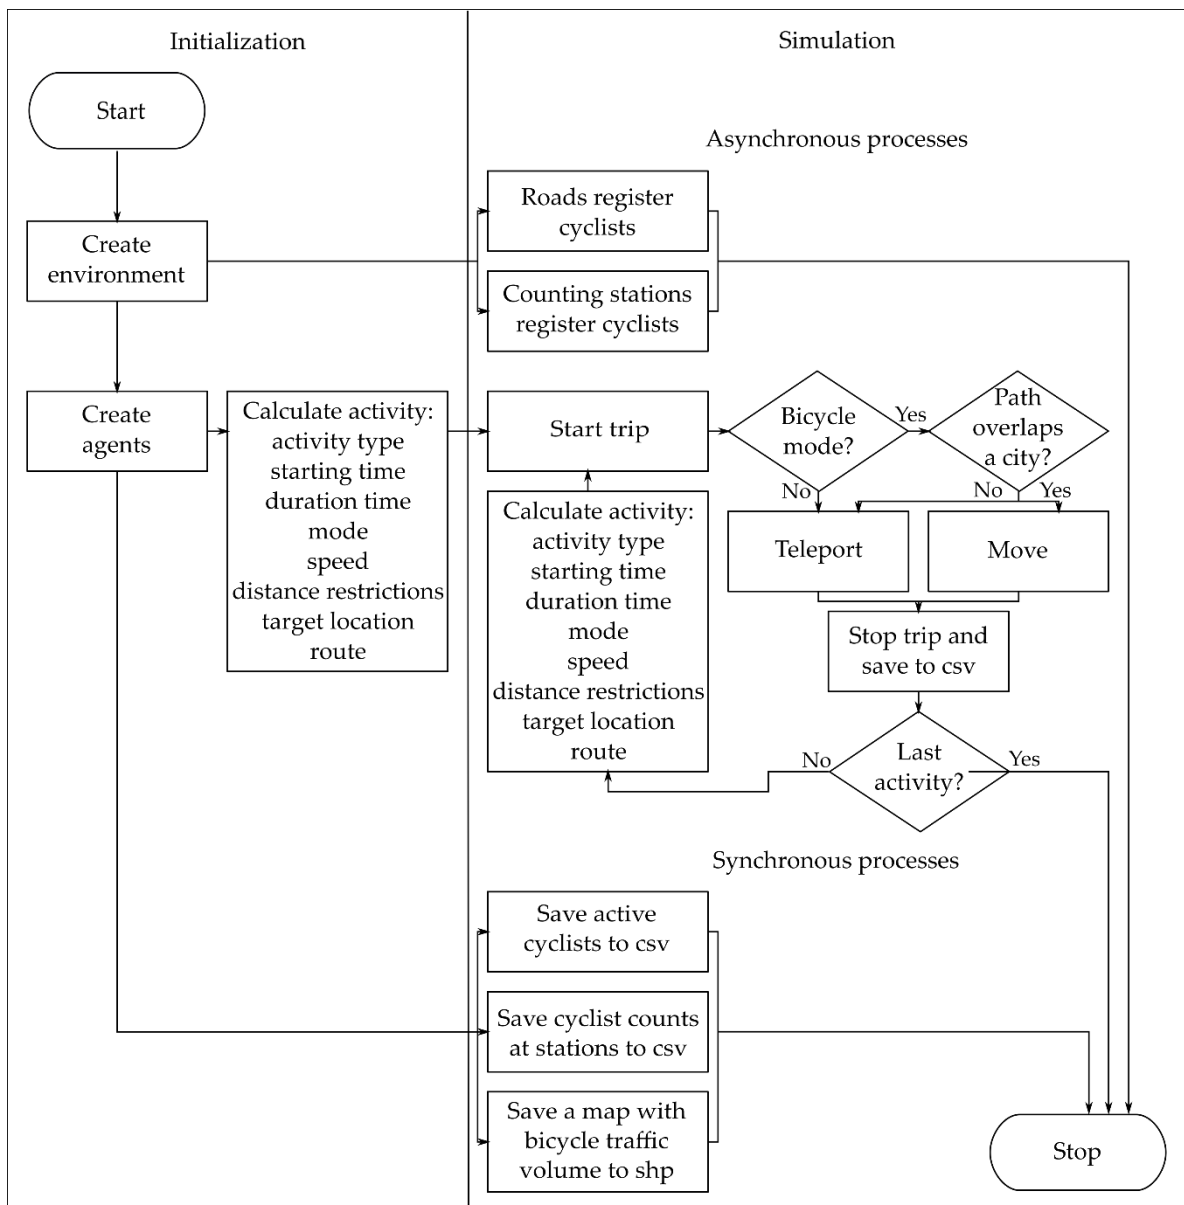 Initialization
Simulation
Start
Asynchronous processes
Roads register
cyclists
Create
environment
Counting stations
register cyclists
Create
agents
Calculate activity:
activity type
starting time
duration time
mode
speed
distance restrictions
target location
route
Start trip
Bicycle
mode?
Yes
Path
overlaps
a city?
No
No
Yes
Calculate activity:
activity type
starting time
duration time
mode
speed
distance restrictions
target location
route
Teleport
Move
Stop trip and
save to csv
Last
activity?
No
Yes
Synchronous processes
Save active
cyclists to csv
Save cyclist counts
at stations to csv
Save a map with
bicycle traffic
volume to shp
Stop